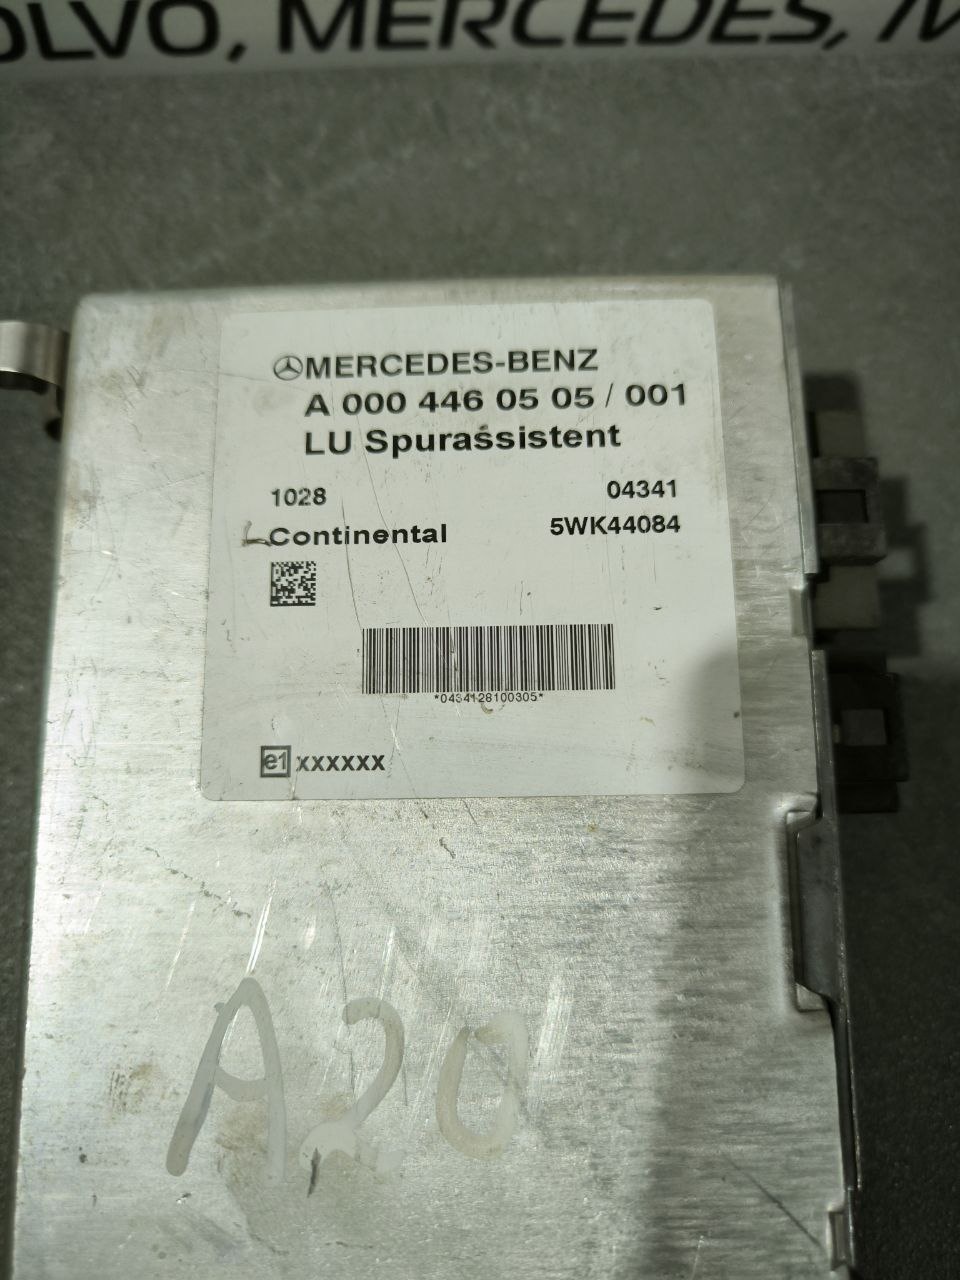 OLVO, MERCEDES, M
MERCEDES-BENZ
A 000 446 05 05 / 001
LU Spurassistent
1028 04341
Continental 5WK44084
*0434128100305*
e1 xxxxxx
A20